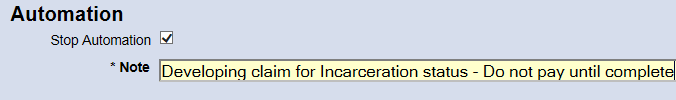 Automation
Stop Automation
* Note Developing claim for Incarceration status - Do not pay until complete